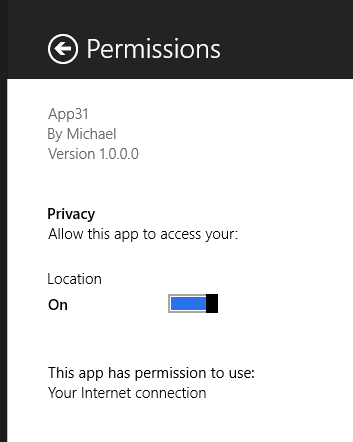 Permissions
App31
By Michael
Version 1.0.0.0
Privacy
Allow this app to access your:
Location
On
This app has permission to use:
Your Internet connection